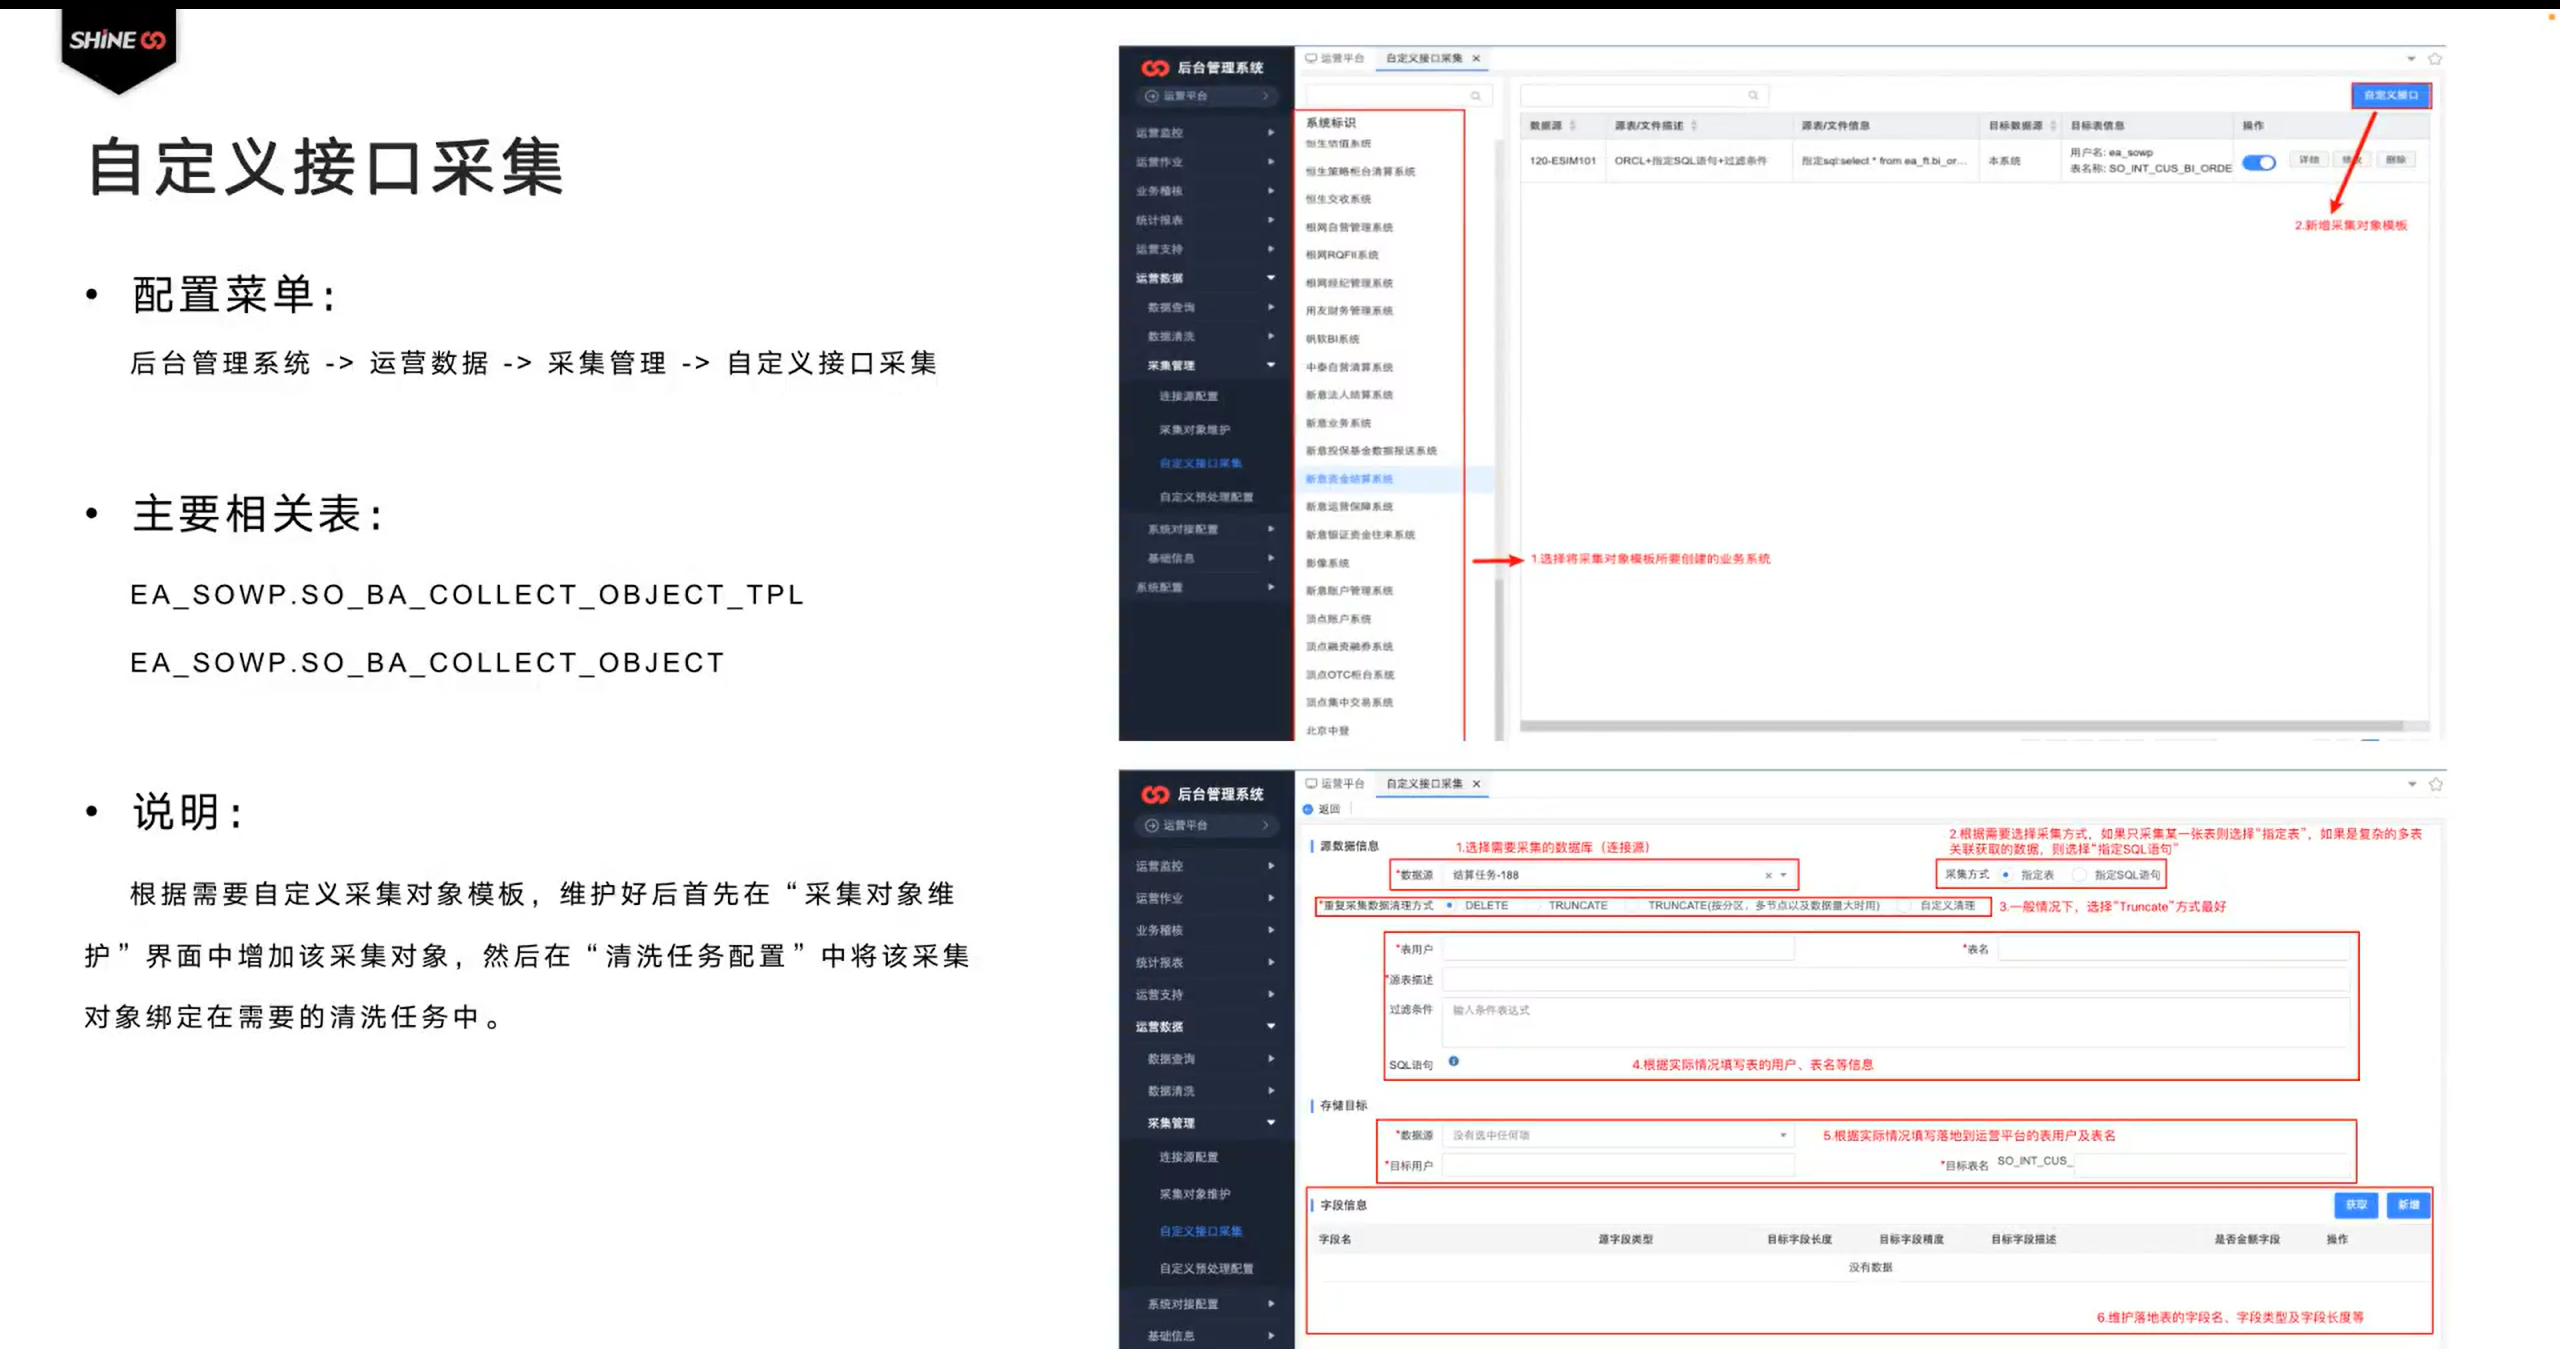 SHINE
自定义接口采集
• 配置菜单：
后台管理系统 -> 运营数据 -> 采集管理 -> 自定义接口采集
• 主要相关表：
EA_SOWP.SO_BA_COLLECT_OBJECT_TPL
EA_SOWP.SO_BA_COLLECT_OBJECT
• 说明：
根据需要自定义采集对象模板，维护好后首先在“采集对象维
护”界面中增加该采集对象，然后在“清洗任务配置”中将该采集
对象绑定在需要的清洗任务中。
后台管理系统
运营平台
运营监控
运营作业
业务稽核
统计报表
运营支持
运营数据
数据查询
数据清洗
采集管理
连接源配置
采集对象维护
自定义接口采集
自定义预处理配置
系统对接配置
基础信息
系统配置
运营平台 自定义接口采集 ×
系统标识
恒生估值系统
恒生策略柜台清算系统
恒生交收系统
根网自营管理系统
根网RQFII系统
根网经纪管理系统
用友财务管理系统
帆软BI系统
中泰自营清算系统
新意法人结算系统
新意业务系统
新意投保基金数据报送系统
新意资金结算系统
新意运营保障系统
新意银证资金往来系统
影像系统
新意账户管理系统
顶点账户系统
顶点融资融券系统
顶点OTC柜台系统
顶点集中交易系统
北京中登
自定义接口
数据源 源表/文件描述 源表/文件信息 目标数据源 目标表信息 操作
120-ESIM101 ORCL+指定SQL语句+过滤条件 指定sql:select * from ea_ft.bi_or... 本系统 用户名: ea_sowp
表名称: SO_INT_CUS_BI_ORDE
详细 修改 删除
2.新增采集对象模板
1.选择将采集对象模板所要创建的业务系统
后台管理系统
运营平台
运营监控
运营作业
业务稽核
统计报表
运营支持
运营数据
数据查询
数据清洗
采集管理
连接源配置
采集对象维护
自定义接口采集
自定义预处理配置
系统对接配置
基础信息
运营平台 自定义接口采集 ×
返回
源数据信息 1.选择需要采集的数据库（连接源）
2.根据需要选择采集方式，如果只采集某一张表则选择“指定表”，如果是复杂的多表
关联获取的数据，则选择“指定SQL语句”
*数据源 结算任务-188 × 采集方式 指定表 指定SQL语句
*重复采集数据清理方式 DELETE TRUNCATE TRUNCATE(按分区，多节点以及数据量大时用) 自定义清理 3.一般情况下，选择“Truncate”方式最好
*表用户 *表名
*源表描述
过滤条件 输入条件表达式
SQL语句 4.根据实际情况填写表的用户、表名等信息
存储目标
*数据源 没有选中任何项 5.根据实际情况填写落地到运营平台的表用户及表名
*目标用户 *目标表名 SO_INT_CUS_
字段信息 获取 新增
字段名 源字段类型 目标字段长度 目标字段精度 目标字段描述 是否金额字段 操作
没有数据
6.维护落地表的字段名、字段类型及字段长度等